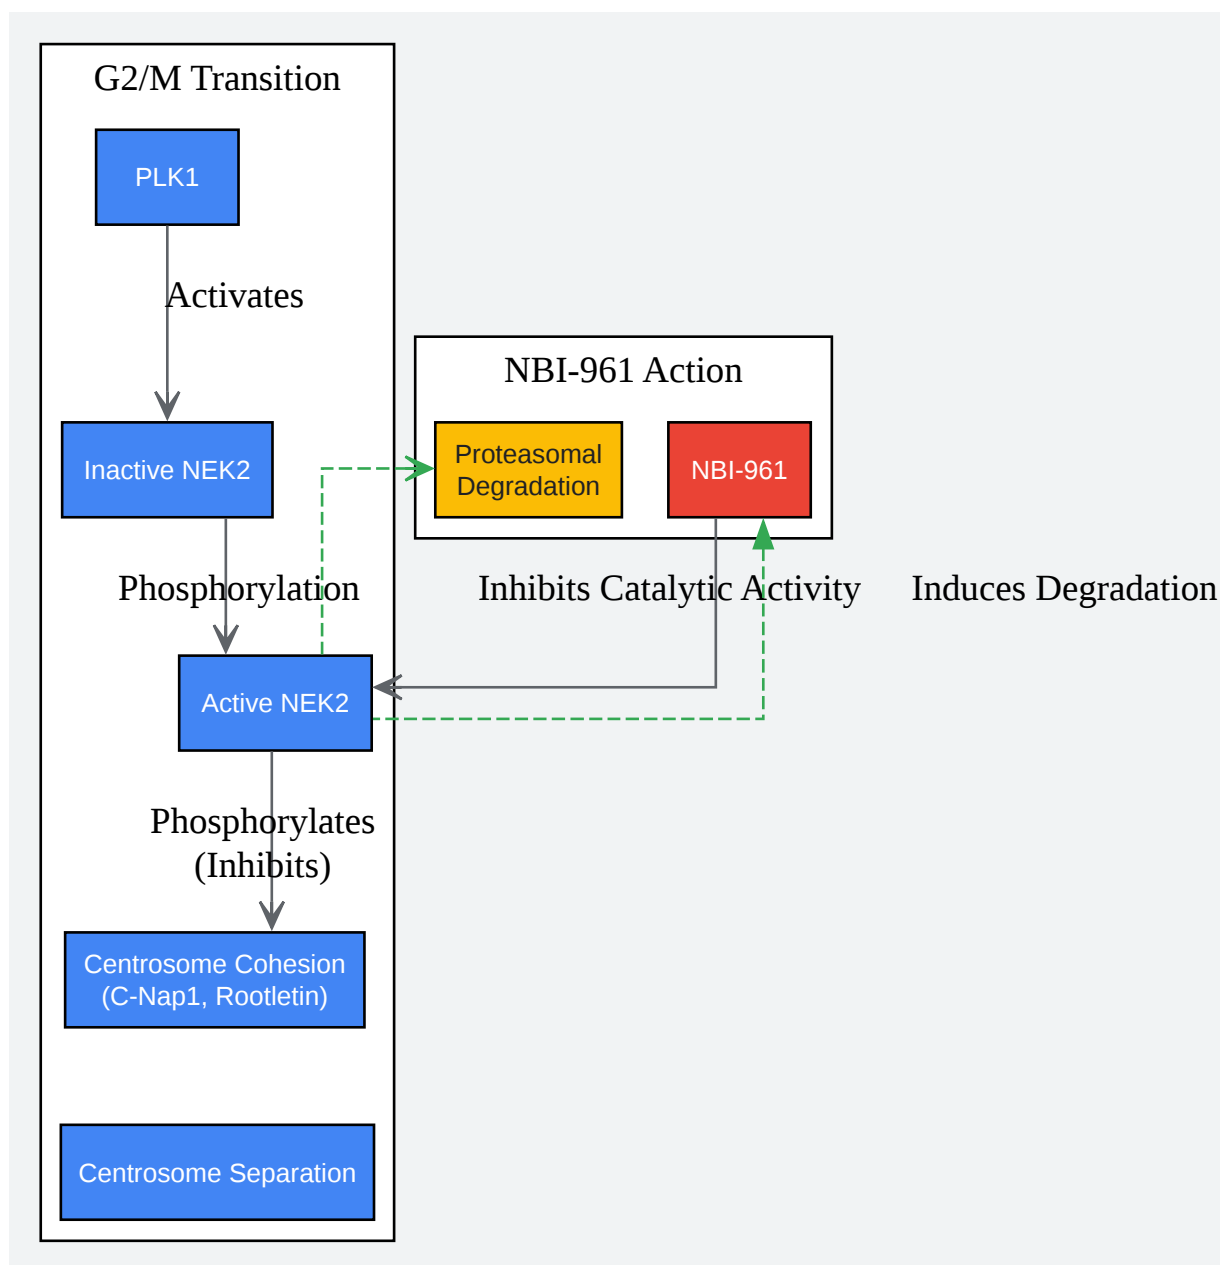 G2/M Transition
PLK1
Activates
NBI-961 Action
Inactive NEK2
Proteasomal
Degradation
NBI-961
Phosphorylation
Inhibits Catalytic Activity
Induces Degradation
Active NEK2
Phosphorylates
(Inhibits)
Centrosome Cohesion
(C-Nap1, Rootletin)
Centrosome Separation